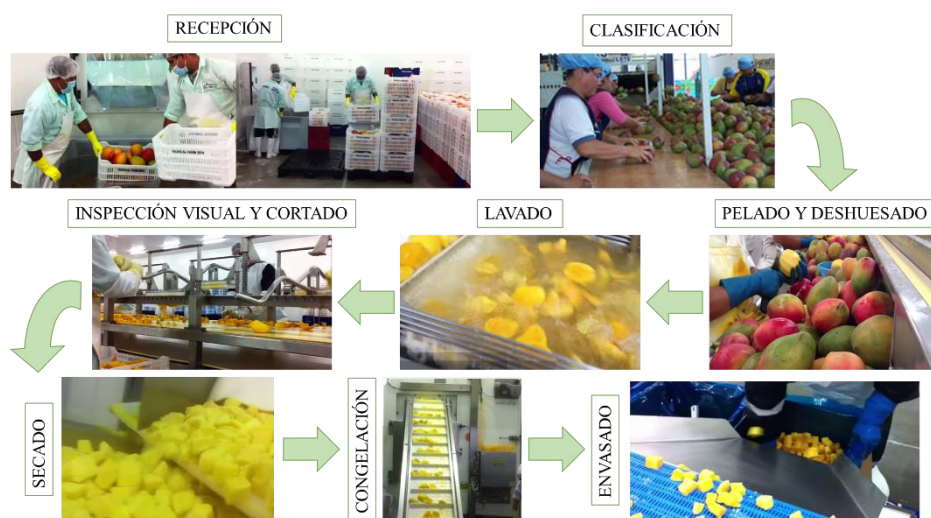 RECEPCIÓN
CLASIFICACIÓN
PELADO Y DESHUESADO
LAVADO
INSPECCIÓN VISUAL Y CORTADO
SECADO
CONGELACIÓN
ENVASADO